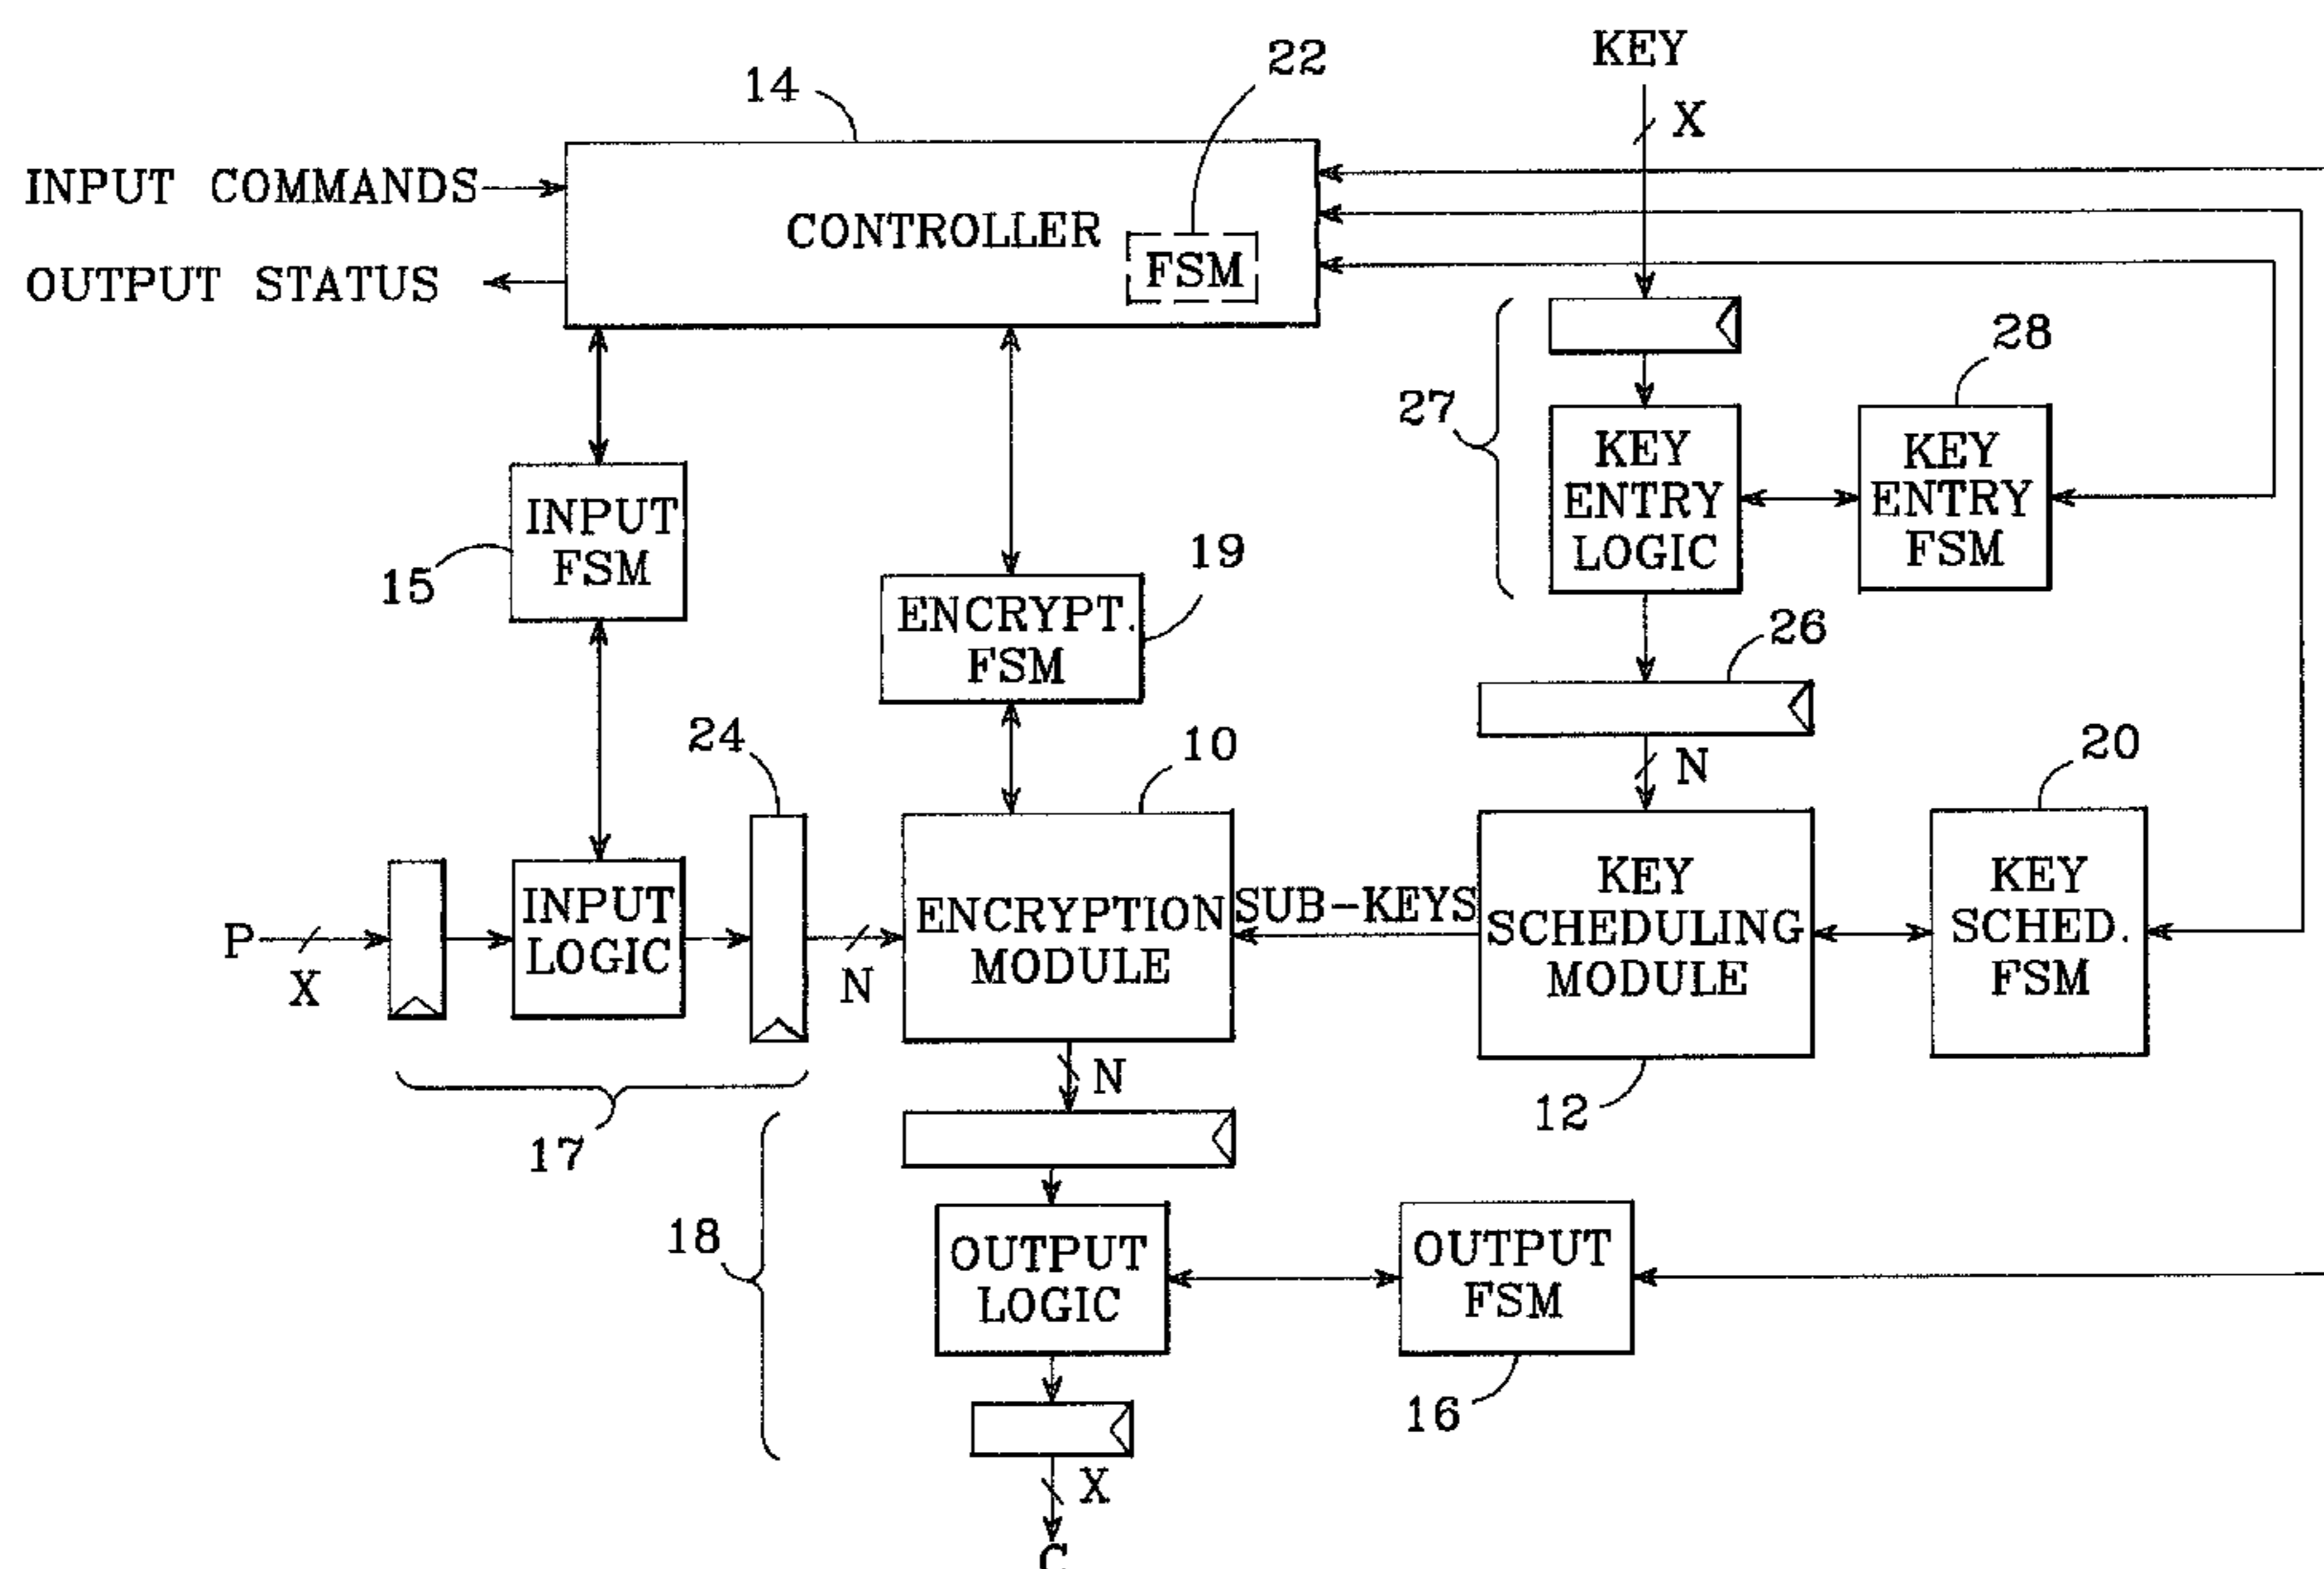 KEY
22
14
X
INPUT COMMANDS
CONTROLLER
FSM
OUTPUT STATUS
28
27
KEY
ENTRY
LOGIC
KEY
ENTRY
FSM
INPUT
FSM
15
19
ENCRYPT.
FSM
26
24
10
N
20
P
X
INPUT
LOGIC
N
ENCRYPTION
MODULE
SUB-KEYS
KEY
SCHEDULING
MODULE
KEY
SCHED.
FSM
17
N
12
18
OUTPUT
LOGIC
OUTPUT
FSM
16
X
C